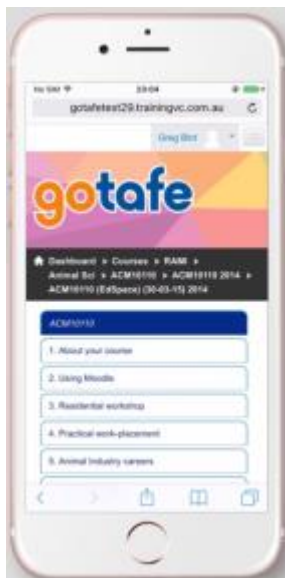 No SIM
gotafetest29.trainingvc.com.au
gotafe
Dashboard ▸ Courses ▸ RAMI ▸
Animal Sci ▸ ACM10110 ▸ ACM10110 2014 ▸
ACM10110 (EdSpace) (30-03-15) 2014
ACM10110
1. About your course
2. Using Moodle
3. Residential workshop
4. Practical work-placement
5. Animal Industry careers